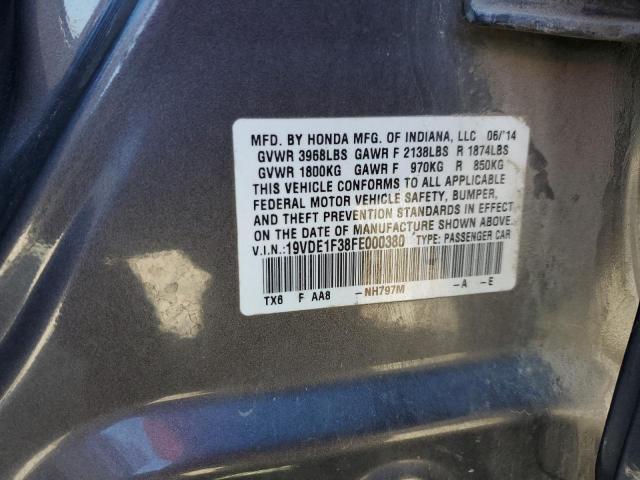 MFD. BY HONDA MFG. OF INDIANA, LLC 06/'14
GVWR 3968LBS GAWR F 2138LBS R 1874LBS
GVWR 1800KG GAWR F 970KG R 850KG
THIS VEHICLE CONFORMS TO ALL APPLICABLE
FEDERAL MOTOR VEHICLE SAFETY, BUMPER,
AND THEFT PREVENTION STANDARDS IN EFFECT
ON THE DATE OF MANUFACTURE SHOWN ABOVE.
V.I.N.:19VDE1F38FE000380 TYPE: PASSENGER CAR
TX6 F AA8 -NH797M -A -E